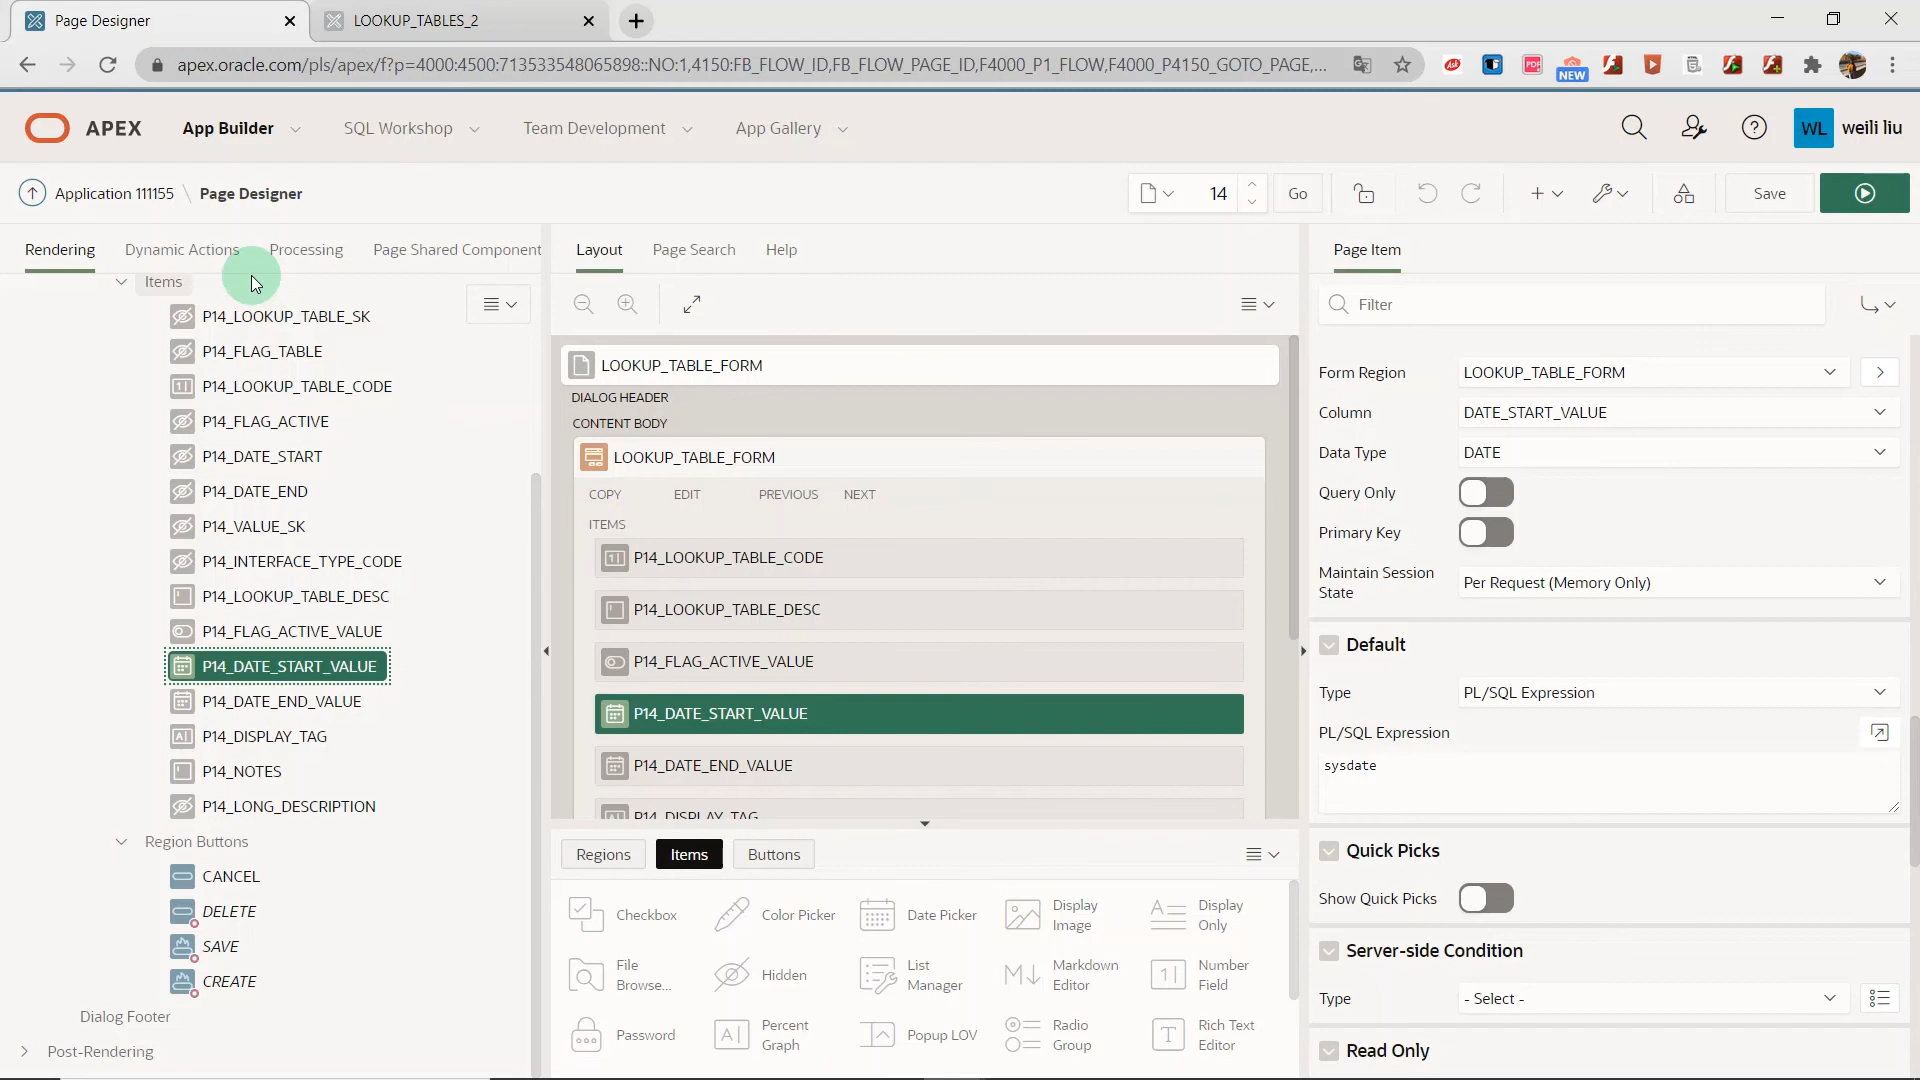 Page Designer
LOOKUP_TABLES_2
apex.oracle.com/pls/apex/f?p=4000:4500:713533548065898::NO:1,4150:FB_FLOW_ID,FB_FLOW_PAGE_ID,F4000_P1_FLOW,F4000_P4150_GOTO_PAGE,...
NEW
APEX
App Builder
SQL Workshop
Team Development
App Gallery
WL
weili liu
Application 111155 \ Page Designer
14
Go
Save
Rendering
Dynamic Actions
Processing
Page Shared Component
Layout
Page Search
Help
Page Item
Items
P14_LOOKUP_TABLE_SK
P14_FLAG_TABLE
P14_LOOKUP_TABLE_CODE
P14_FLAG_ACTIVE
P14_DATE_START
P14_DATE_END
P14_VALUE_SK
P14_INTERFACE_TYPE_CODE
P14_LOOKUP_TABLE_DESC
P14_FLAG_ACTIVE_VALUE
P14_DATE_START_VALUE
P14_DATE_END_VALUE
P14_DISPLAY_TAG
P14_NOTES
P14_LONG_DESCRIPTION
Region Buttons
CANCEL
DELETE
SAVE
CREATE
Dialog Footer
Post-Rendering
LOOKUP_TABLE_FORM
DIALOG HEADER
CONTENT BODY
LOOKUP_TABLE_FORM
COPY
EDIT
PREVIOUS
NEXT
ITEMS
P14_LOOKUP_TABLE_CODE
P14_LOOKUP_TABLE_DESC
P14_FLAG_ACTIVE_VALUE
P14_DATE_START_VALUE
P14_DATE_END_VALUE
P14_DISPLAY_TAG
Regions
Items
Buttons
Checkbox
Color Picker
Date Picker
Display Image
Display Only
File Browse...
Hidden
List Manager
Markdown Editor
Number Field
Password
Percent Graph
Popup LOV
Radio Group
Rich Text Editor
Filter
Form Region
LOOKUP_TABLE_FORM
Column
DATE_START_VALUE
Data Type
DATE
Query Only
Primary Key
Maintain Session State
Per Request (Memory Only)
Default
Type
PL/SQL Expression
PL/SQL Expression
sysdate
Quick Picks
Show Quick Picks
Server-side Condition
Type
- Select -
Read Only